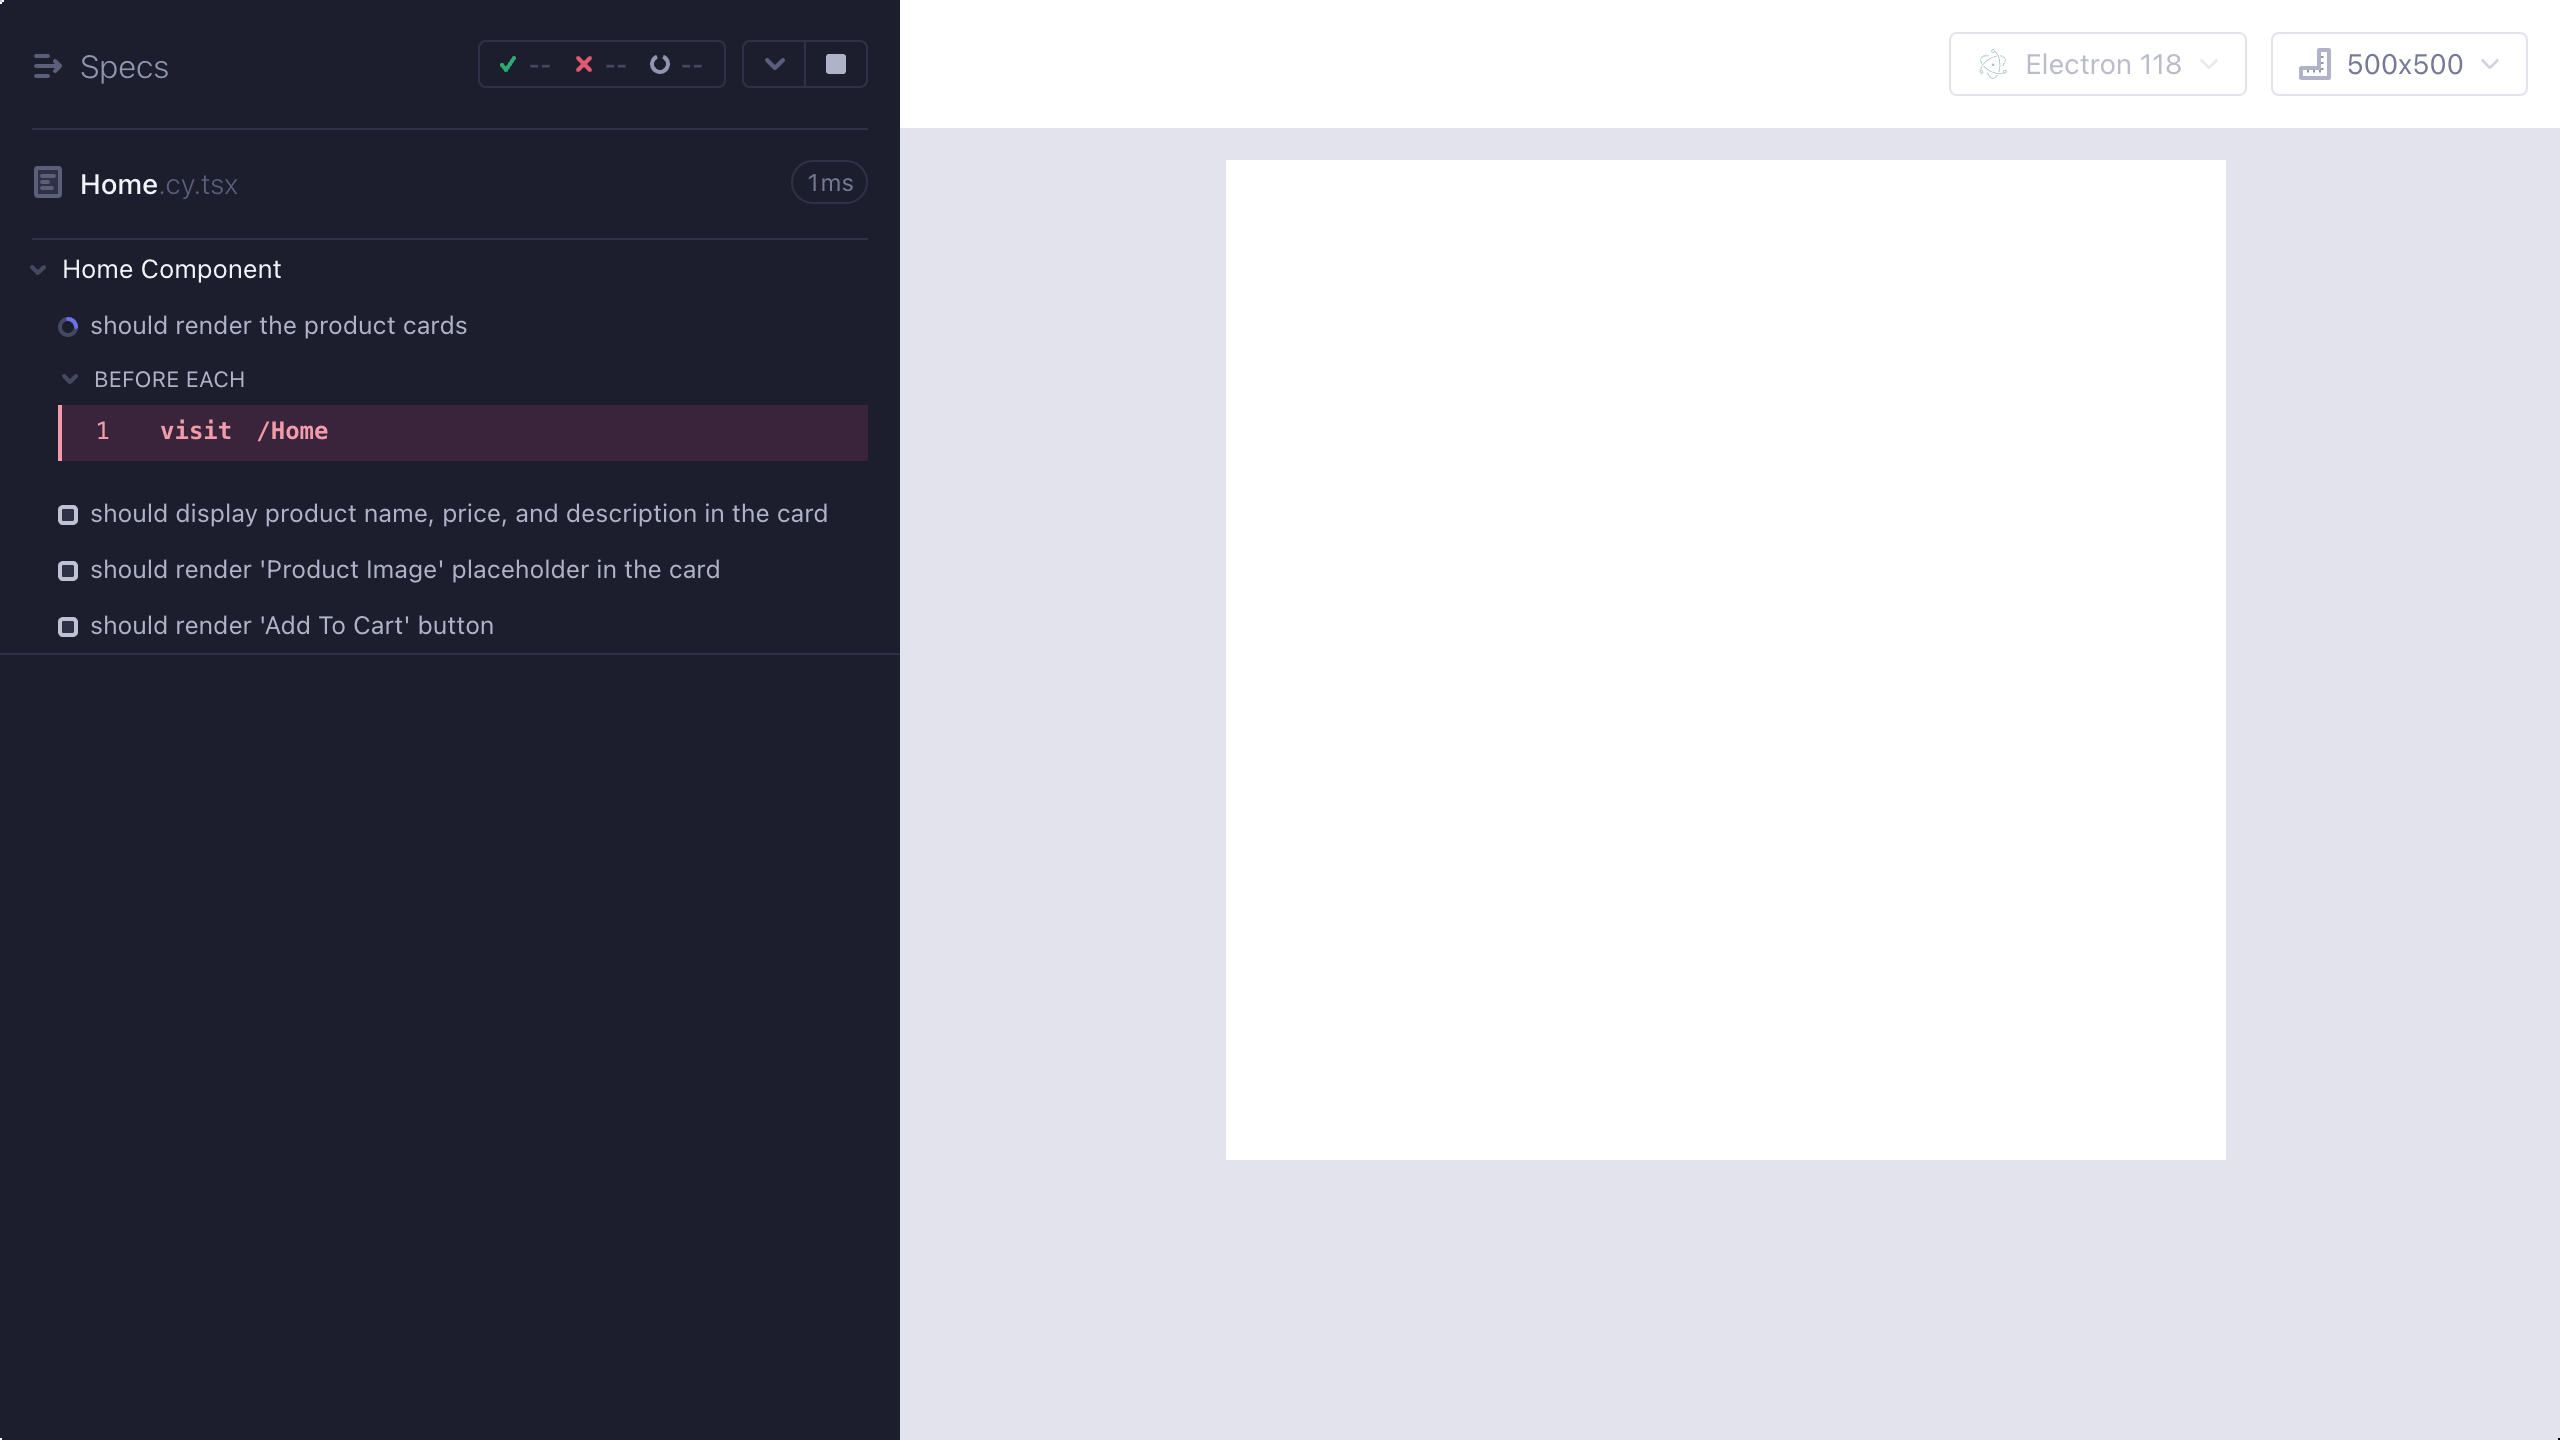 Specs
--
--
--
Electron 118
500x500
Home.cy.tsx
1ms
Home Component
should render the product cards
BEFORE EACH
1 visit /Home
should display product name, price, and description in the card
should render 'Product Image' placeholder in the card
should render 'Add To Cart' button